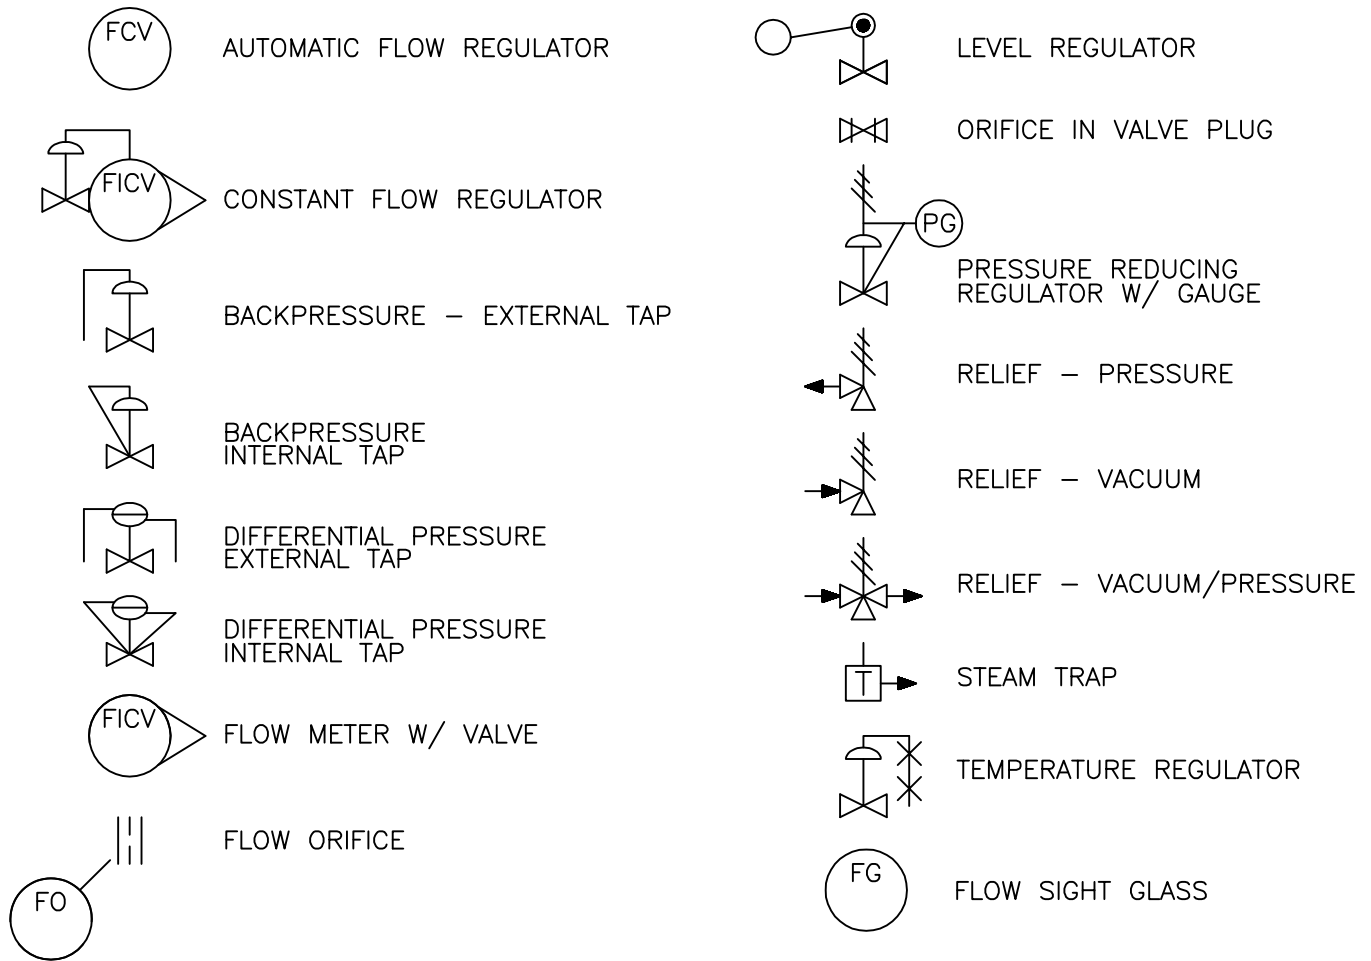 FCV
AUTOMATIC FLOW REGULATOR
FICV
CONSTANT FLOW REGULATOR
BACKPRESSURE – EXTERNAL TAP
BACKPRESSURE
INTERNAL TAP
DIFFERENTIAL PRESSURE
EXTERNAL TAP
DIFFERENTIAL PRESSURE
INTERNAL TAP
FICV
FLOW METER W/ VALVE
FLOW ORIFICE
FO
LEVEL REGULATOR
ORIFICE IN VALVE PLUG
PG
PRESSURE REDUCING
REGULATOR W/ GAUGE
RELIEF – PRESSURE
RELIEF – VACUUM
RELIEF – VACUUM/PRESSURE
T
STEAM TRAP
TEMPERATURE REGULATOR
FG
FLOW SIGHT GLASS